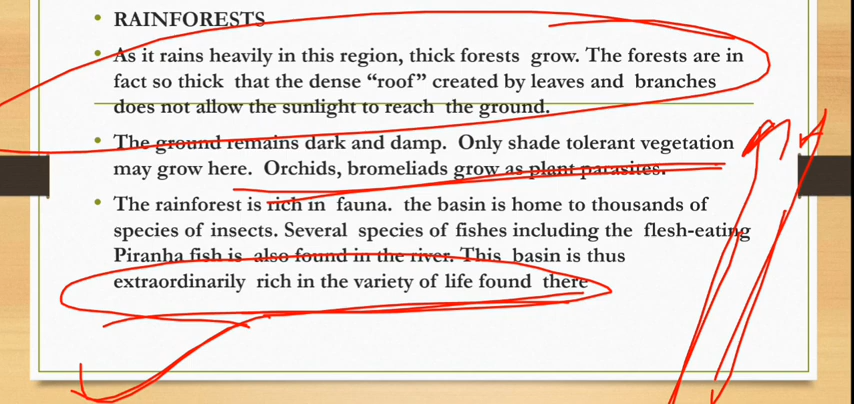 RAINFORESTS
As it rains heavily in this region, thick forests grow. The forests are in
fact so thick that the dense “roof” created by leaves and branches
does not allow the sunlight to reach the ground.
The ground remains dark and damp. Only shade tolerant vegetation
may grow here. Orchids, bromeliads grow as plant parasites.
The rainforest is rich in fauna. the basin is home to thousands of
species of insects. Several species of fishes including the flesh-eating
Piranha fish is also found in the river. This basin is thus
extraordinarily rich in the variety of life found there